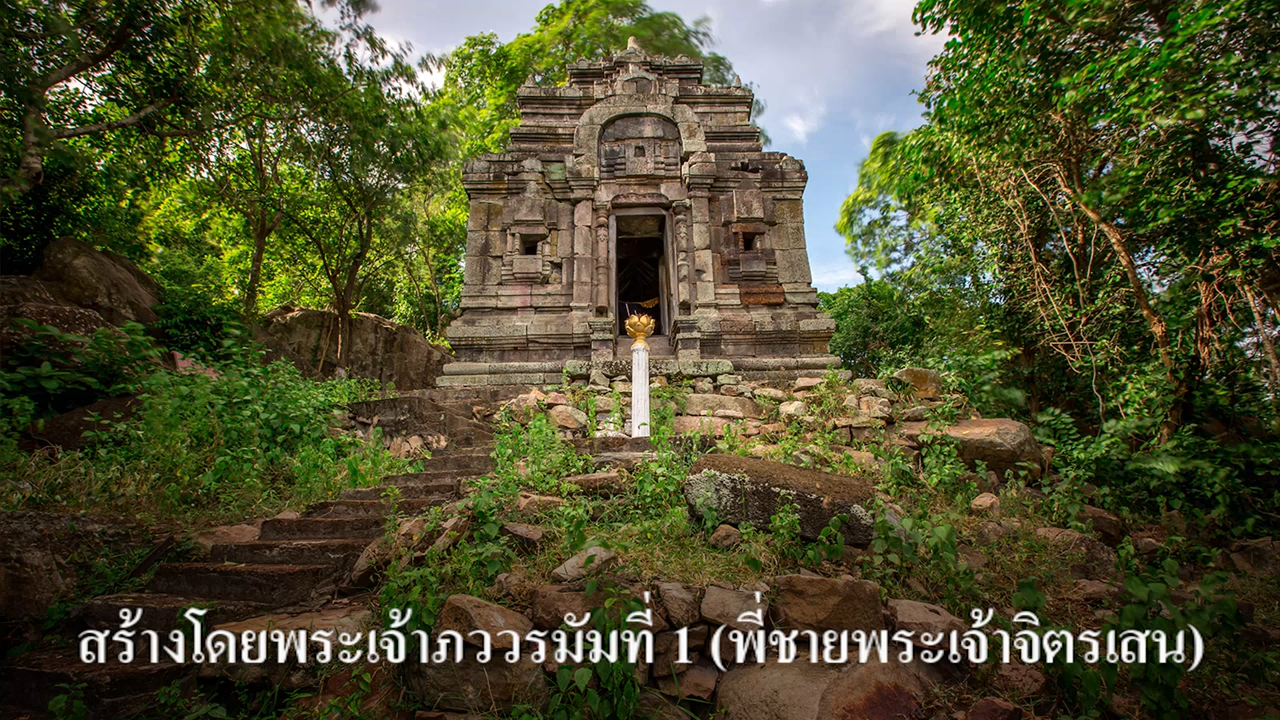 สร้างโดยพระเจ้าภววรมัมที่ 1 (พี่ชายพระเจ้าจิตรเสน)